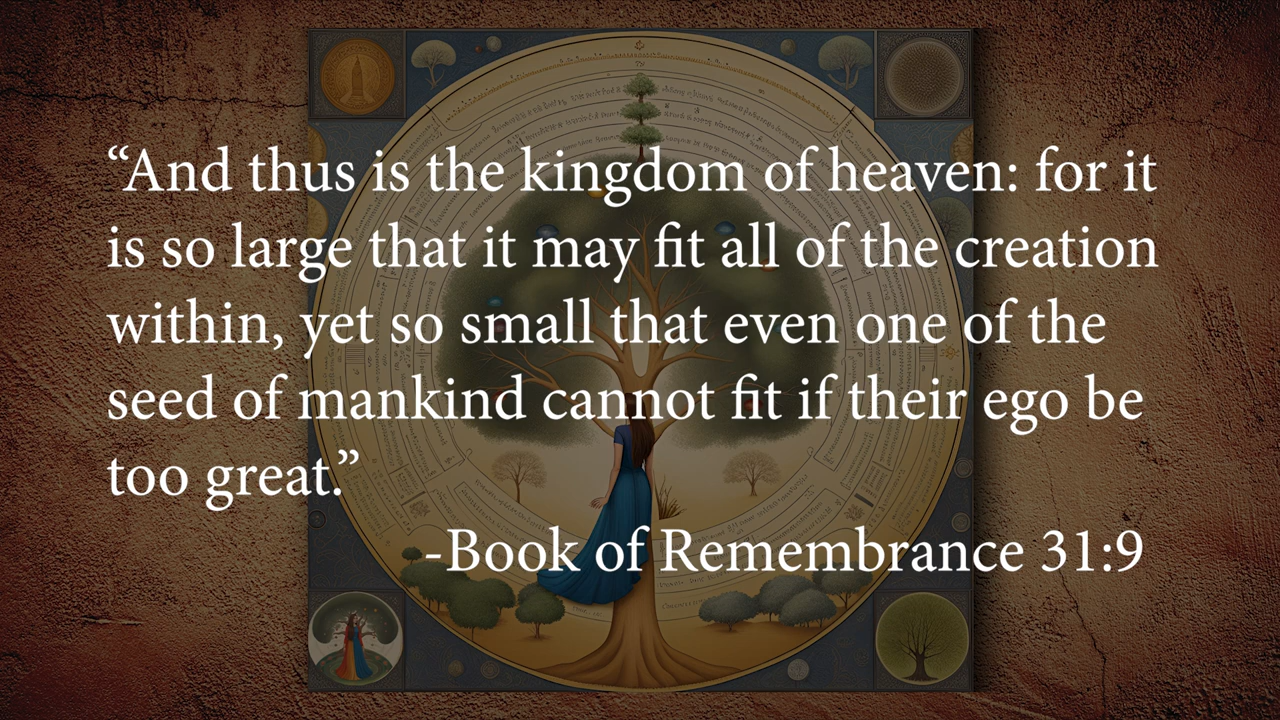 “And thus is the kingdom of heaven: for it
is so large that it may fit all of the creation
within, yet so small that even one of the
seed of mankind cannot fit if their ego be
too great.”
-Book of Remembrance 31:9